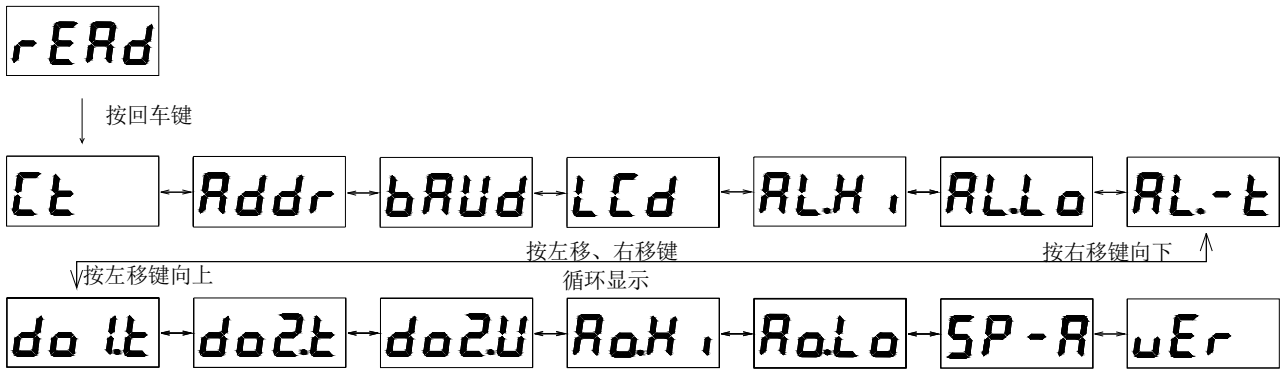 rEAd
按回车键
Ct Addr bAUd LCd AL.Hi AL.Lo AL.-t
按左移、右移键 按右移键向下
按左移键向上 循环显示
do1.t do2.t do2.U Ao.Hi Ao.Lo SP-A vEr